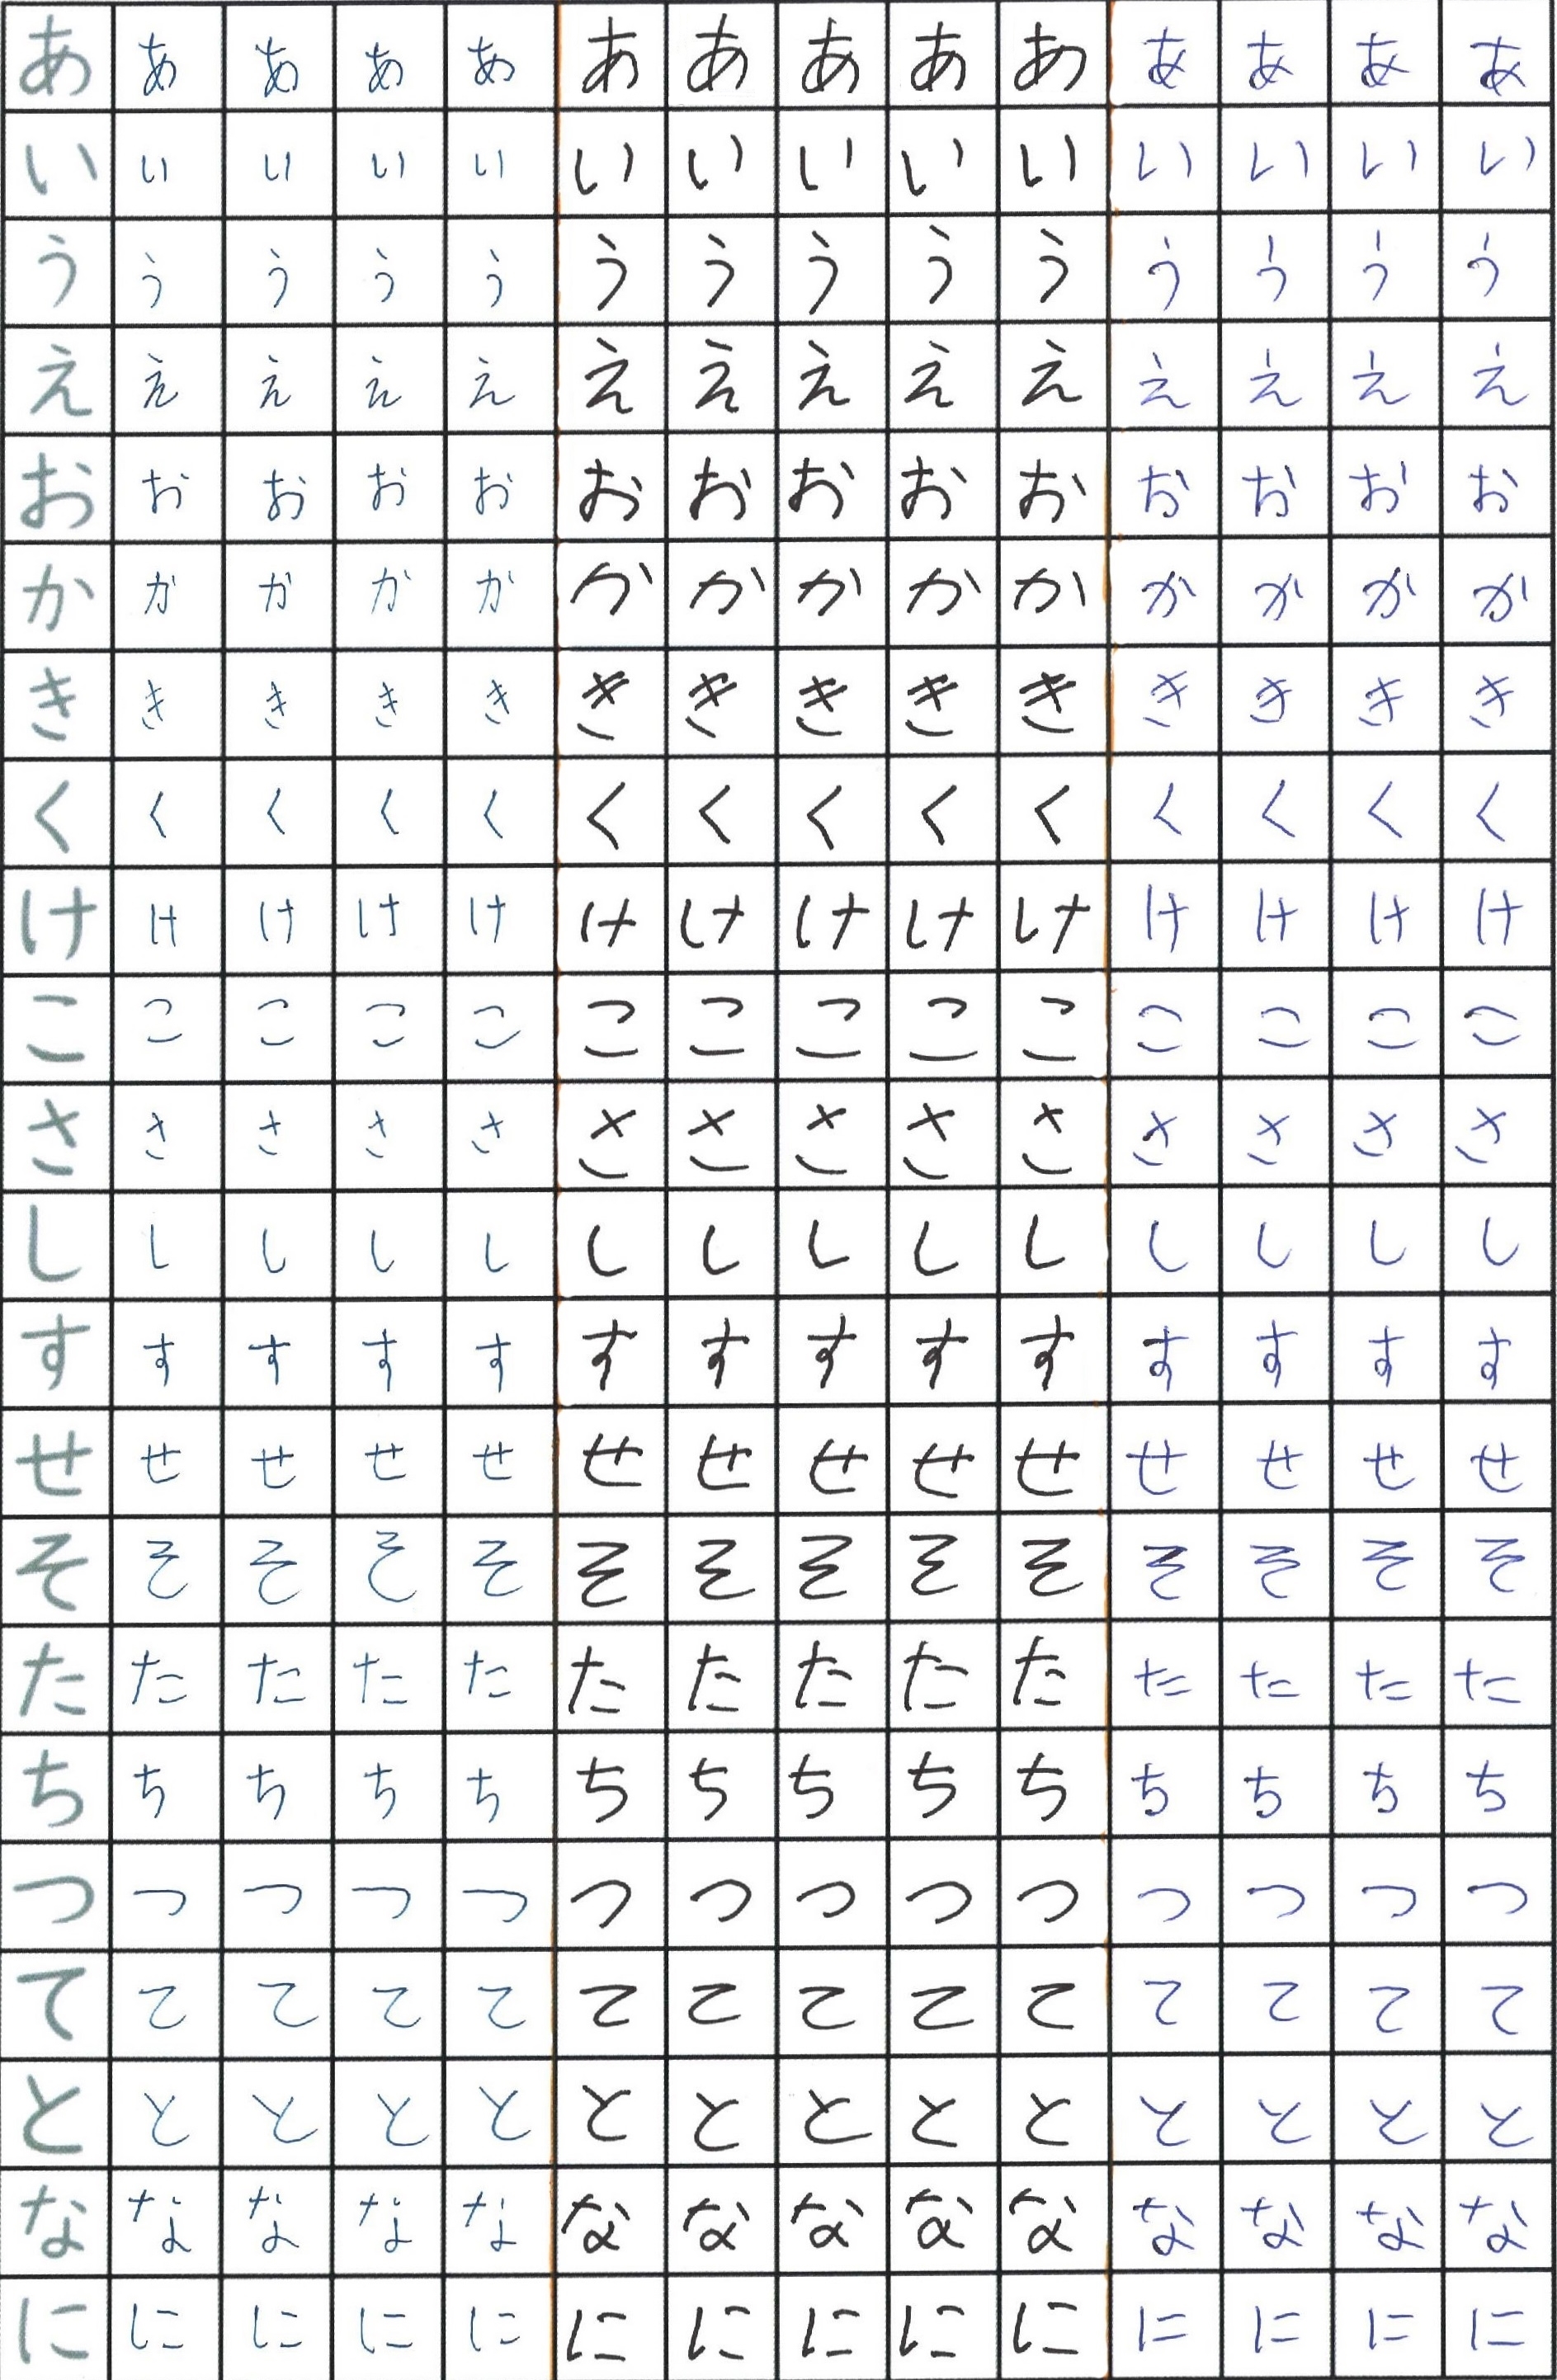 あ あ あ あ あ あ あ あ あ あ あ あ あ あ
い い い い い い い い い い い い い い
う う う う う う う う う う う う う う
え え え え え え え え え え え え え え
お お お お お お お お お お お お お お
か か か か か か か か か か か か か か
き き き き き き き き き き き き き き
く く く く く く く く く く く く く く
け け け け け け け け け け け け け け
こ こ こ こ こ こ こ こ こ こ こ こ こ こ
さ さ さ さ さ さ さ さ さ さ さ さ さ さ
し し し し し し し し し し し し し し
す す す す す す す す す す す す す す
せ せ せ せ せ せ せ せ せ せ せ せ せ せ
そ そ そ そ そ そ そ そ そ そ そ そ そ そ
た た た た た た た た た た た た た た
ち ち ち ち ち ち ち ち ち ち ち ち ち ち
つ つ つ つ つ つ つ つ つ つ つ つ つ つ
て て て て て て て て て て て て て て
と と と と と と と と と と と と と と
な な な な な な な な な な な な な な
に に に に に に に に に に に に に に